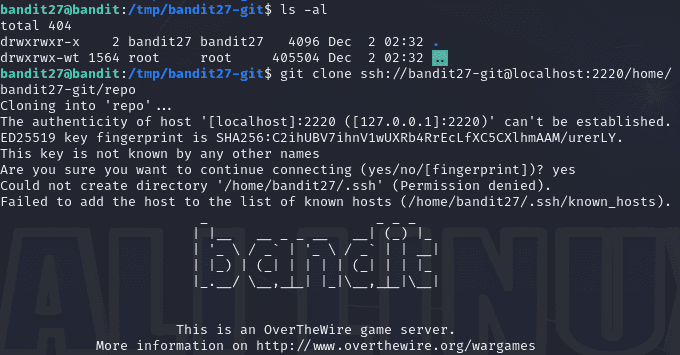 bandit27@bandit:/tmp/bandit27-git$ ls -al
total 404
drwxrwxr-x    2 bandit27 bandit27   4096 Dec  2 02:32 .
drwxrwx-wt 1564 root     root     405504 Dec  2 02:32 ..
bandit27@bandit:/tmp/bandit27-git$ git clone ssh://bandit27-git@localhost:2220/home/
bandit27-git/repo
Cloning into 'repo'...
The authenticity of host '[localhost]:2220 ([127.0.0.1]:2220)' can't be established.
ED25519 key fingerprint is SHA256:C2ihUBV7ihnV1wUXRb4RrEcLfXC5CXlhmAAM/urerLY.
This key is not known by any other names
Are you sure you want to continue connecting (yes/no/[fingerprint])? yes
Could not create directory '/home/bandit27/.ssh' (Permission denied).
Failed to add the host to the list of known hosts (/home/bandit27/.ssh/known_hosts).
bandit
This is an OverTheWire game server.
More information on http://www.overthewire.org/wargames
KALI LINUX